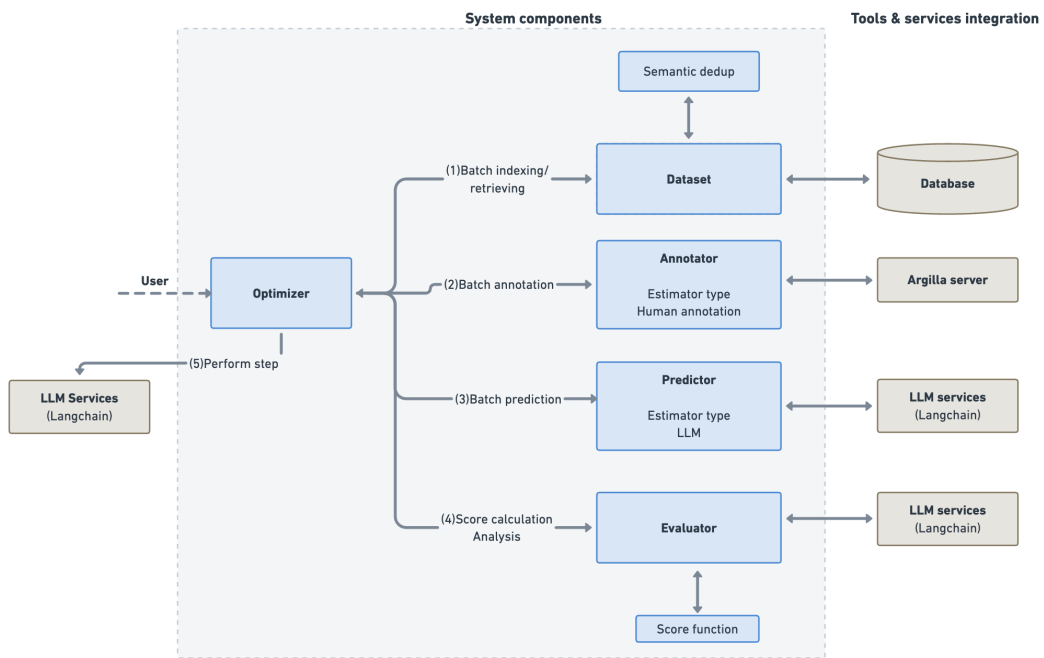 System components
Tools & services integration
Semantic dedup
(1)Batch indexing/
retrieving
Dataset
Database
Annotator
Estimator type
Human annotation
(2)Batch annotation
Argilla server
User
Optimizer
(5)Perform step
LLM Services
(Langchain)
Predictor
Estimator type
LLM
(3)Batch prediction
LLM services
(Langchain)
(4)Score calculation
Analysis
Evaluator
LLM services
(Langchain)
Score function